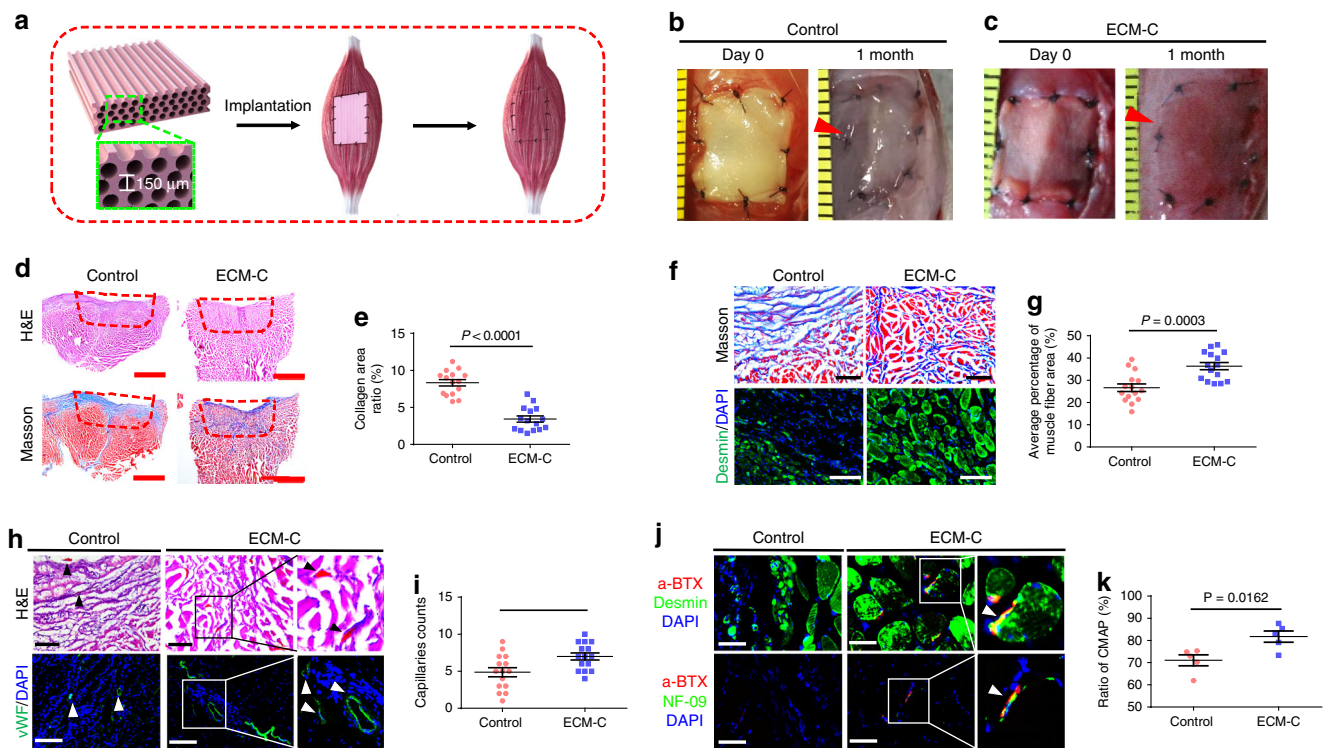 a
Implantation
150 µm
b
Control
Day 0
1 month
c
ECM-C
Day 0
1 month
d
Control
ECM-C
H&E
Masson
e
Collagen area
ratio (%)
15
10
5
0
P < 0.0001
Control
ECM-C
f
Control
ECM-C
Masson
Desmin/DAPI
g
Average percentage of
muscle fiber area (%)
50
40
30
20
10
0
P = 0.0003
Control
ECM-C
h
Control
ECM-C
H&E
vWF/DAPI
i
Capillaries counts
15
10
5
0
Control
ECM-C
j
Control
ECM-C
a-BTX
Desmin
DAPI
a-BTX
NF-09
DAPI
k
Ratio of CMAP (%)
100
90
80
70
60
50
P = 0.0162
Control
ECM-C